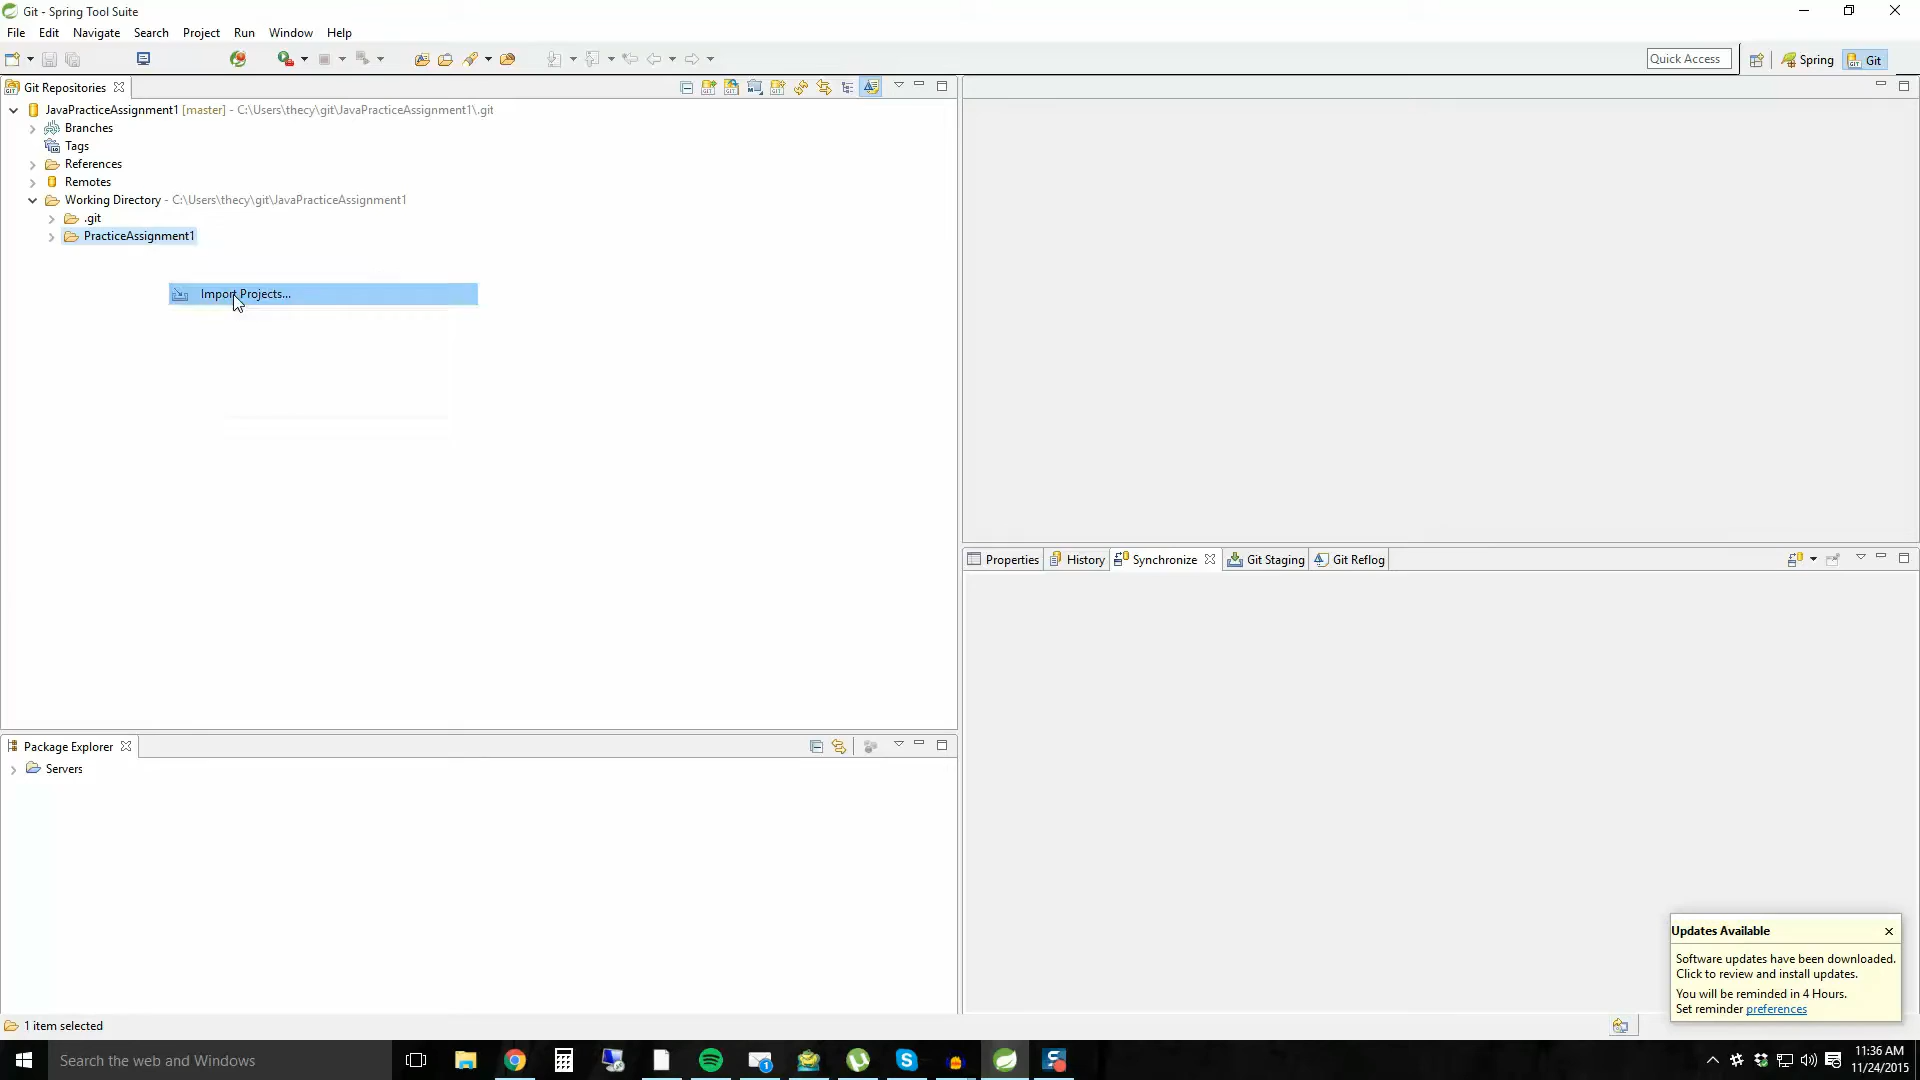 Git - Spring Tool Suite
File Edit Navigate Search Project Run Window Help
Quick Access Spring Git
Git Repositories
JavaPracticeAssignment1 [master] - C:\Users\thecy\git\JavaPracticeAssignment1\.git
Branches
Tags
References
Remotes
Working Directory - C:\Users\thecy\git\JavaPracticeAssignment1
.git
PracticeAssignment1
Import Projects...
Properties History Synchronize Git Staging Git Reflog
Package Explorer
Servers
Updates Available
Software updates have been downloaded.
Click to review and install updates.
You will be reminded in 4 Hours.
Set reminder preferences
1 item selected
Search the web and Windows
11:36 AM
11/24/2015